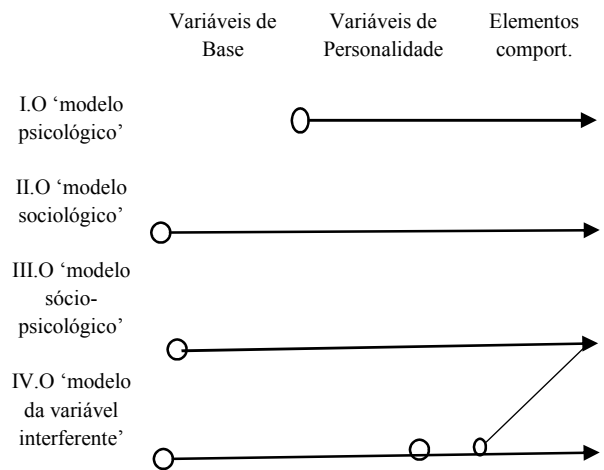 Variáveis de
Base
Variáveis de
Personalidade
Elementos
comport.
I.O ‘modelo
psicológico’
II.O ‘modelo
sociológico’
III.O ‘modelo
sócio-
psicológico’
IV.O ‘modelo
da variável
interferente’